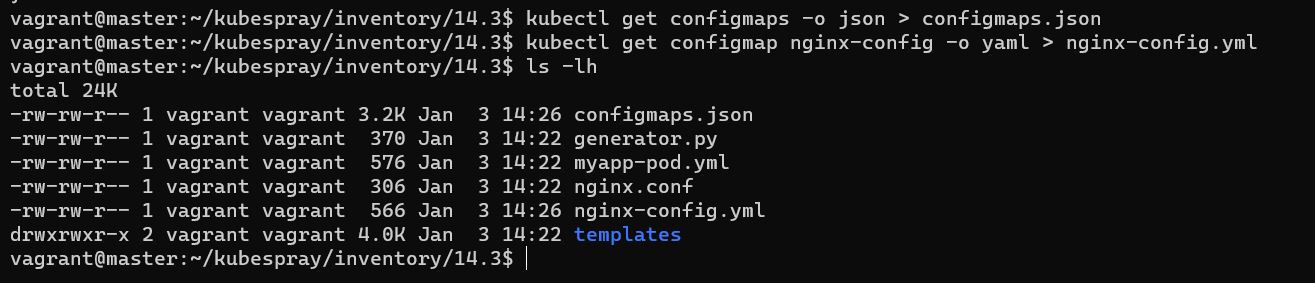 vagrant@master:~/kubespray/inventory/14.3$ kubectl get configmaps -o json > configmaps.json
vagrant@master:~/kubespray/inventory/14.3$ kubectl get configmap nginx-config -o yaml > nginx-config.yml
vagrant@master:~/kubespray/inventory/14.3$ ls -lh
total 24K
-rw-rw-r-- 1 vagrant vagrant 3.2K Jan  3 14:26 configmaps.json
-rw-rw-r-- 1 vagrant vagrant  370 Jan  3 14:22 generator.py
-rw-rw-r-- 1 vagrant vagrant  576 Jan  3 14:22 myapp-pod.yml
-rw-rw-r-- 1 vagrant vagrant  306 Jan  3 14:22 nginx.conf
-rw-rw-r-- 1 vagrant vagrant  566 Jan  3 14:26 nginx-config.yml
drwxrwxr-x 2 vagrant vagrant 4.0K Jan  3 14:22 templates
vagrant@master:~/kubespray/inventory/14.3$